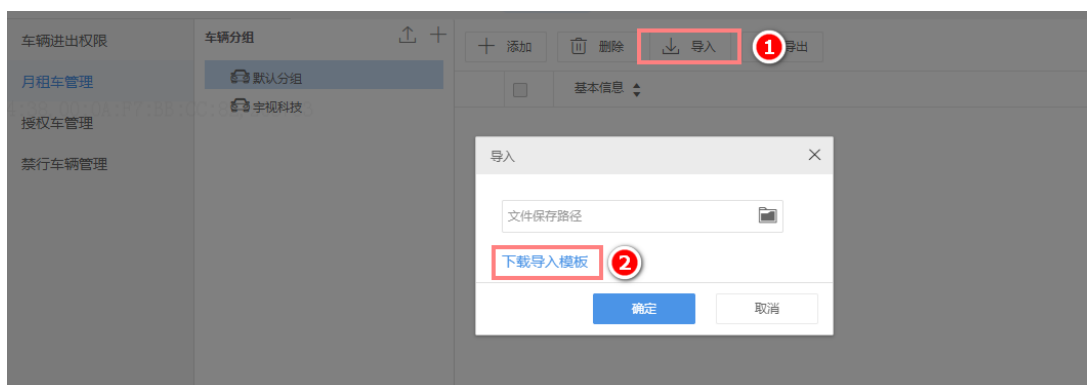 车辆进出权限
月租车管理
授权车管理
禁行车辆管理
车辆分组
默认分组
宇视科技
添加
删除
导入
1
导出
基本信息
导入
文件保存路径
下载导入模板
2
确定
取消